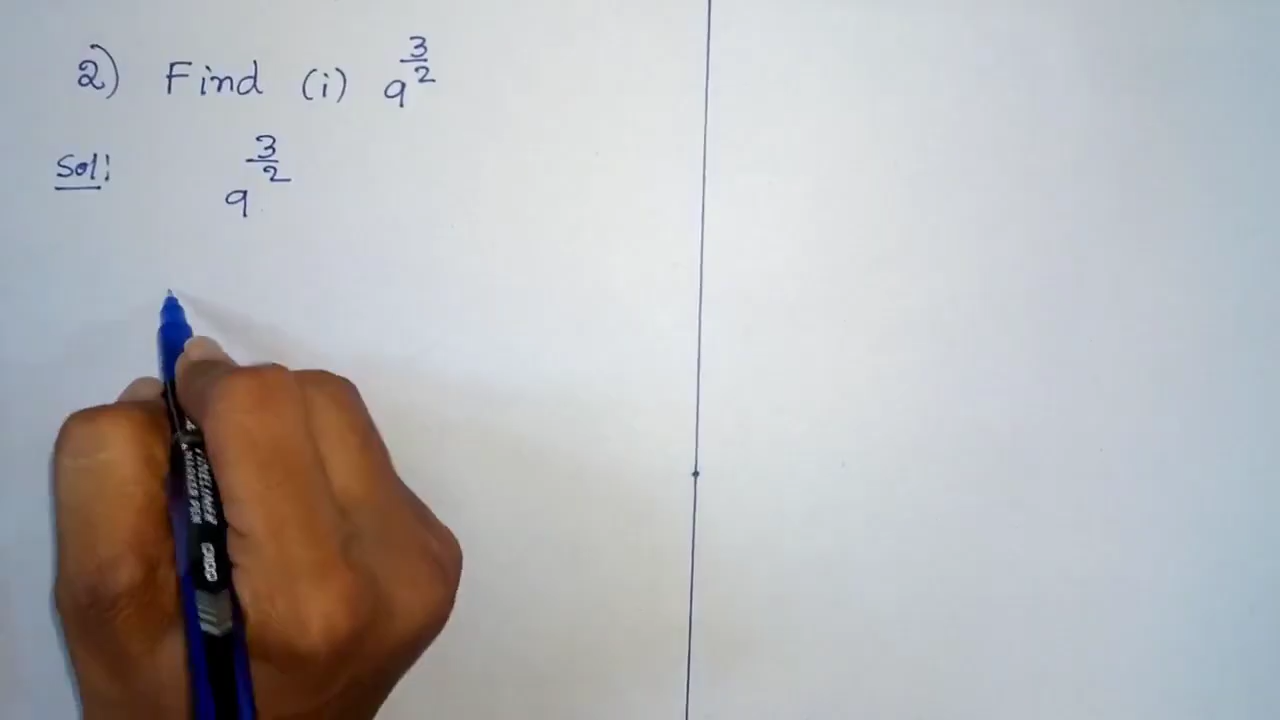 2) Find (i) 9^{3/2}
Sol: 9^{3/2}